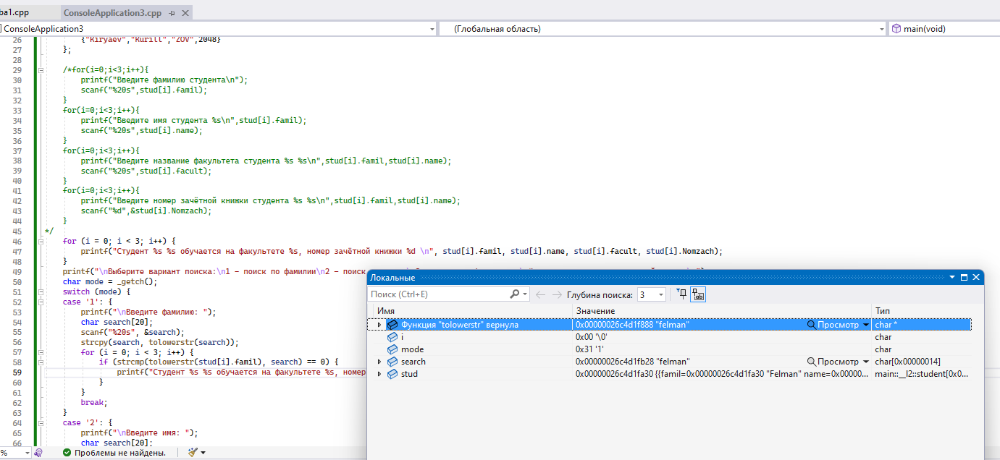 ba1.cpp
ConsoleApplication3.cpp
ConsoleApplication3
(Глобальная область)
main(void)
26 {"Kiryaev","Kurill","ZOV",2048}
27 };
28
29 /*for(i=0;i<3;i++){
30 printf("Введите фамилию студента\n");
31 scanf("%20s",stud[i].famil);
32 }
33 for(i=0;i<3;i++){
34 printf("Введите имя студента %s\n",stud[i].famil);
35 scanf("%20s",stud[i].name);
36 }
37 for(i=0;i<3;i++){
38 printf("Введите название факультета студента %s %s\n",stud[i].famil,stud[i].name);
39 scanf("%20s",stud[i].facult);
40 }
41 for(i=0;i<3;i++){
42 printf("Введите номер зачётной книжки студента %s %s\n",stud[i].famil,stud[i].name);
43 scanf("%d",&stud[i].Nomzach);
44 }
45 */
46 for (i = 0; i < 3; i++) {
47 printf("Студент %s %s обучается на факультете %s, номер зачётной книжки %d \n", stud[i].famil, stud[i].name, stud[i].facult, stud[i].Nomzach);
48 }
49 printf("\nВыберите вариант поиска:\n1 - поиск по фамилии\n2 - поиск
50 char mode = _getch();
51 switch (mode) {
52 case '1': {
53 printf("\nВведите фамилию: ");
54 char search[20];
55 scanf("%20s", &search);
56 strcpy(search, tolowerstr(search));
57 for (i = 0; i < 3; i++) {
58 if (strcmp(tolowerstr(stud[i].famil), search) == 0) {
59 printf("Студент %s %s обучается на факультете %s, номер
60 }
61 }
62 break;
63 }
64 case '2': {
65 printf("\nВведите имя: ");
66 char search[20];
% Проблемы не найдены.
Локальные
Поиск (Ctrl+E) Глубина поиска: 3
Имя Значение Тип
Функция "tolowerstr" вернула 0x00000026c4d1f888 "felman" Просмотр char *
i 0x00 '\0' char
mode 0x31 '1' char
search 0x00000026c4d1fb28 "felman" Просмотр char[0x00000014]
stud 0x00000026c4d1fa30 {{famil=0x00000026c4d1fa30 "Felman" name=0x00000... main::__l2::student[0x0...